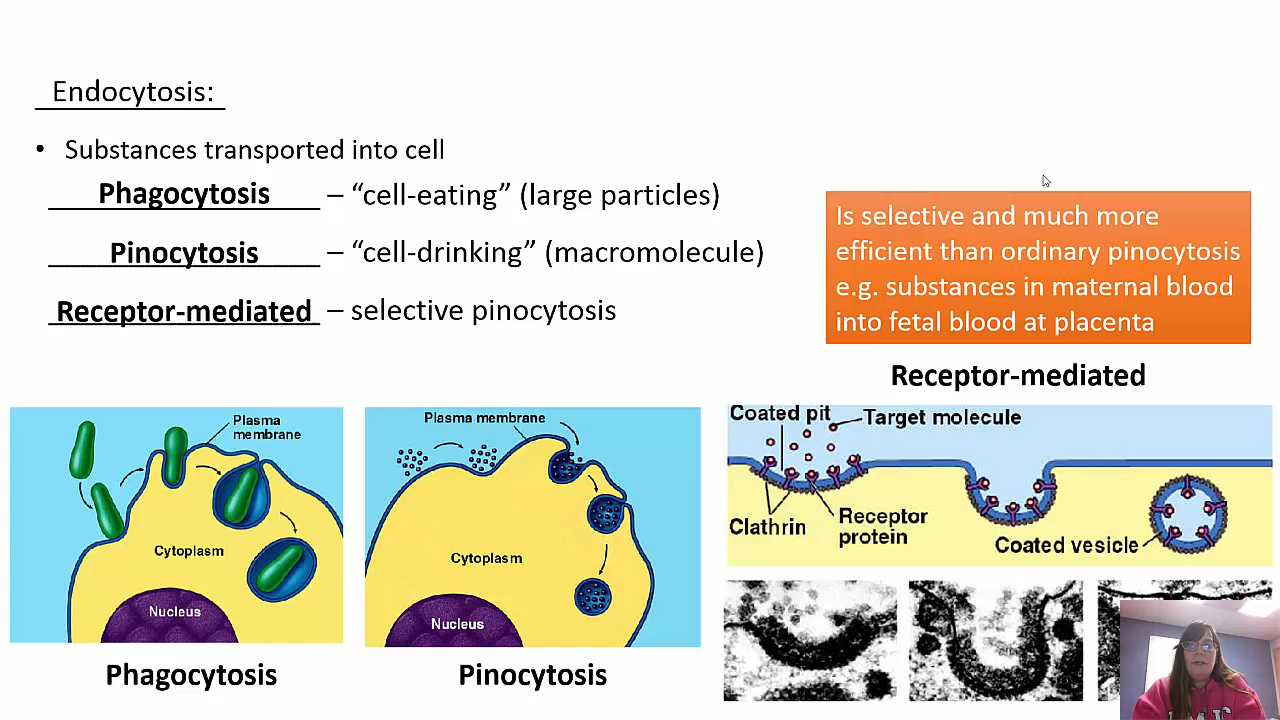 Endocytosis:
• Substances transported into cell
Phagocytosis – “cell-eating” (large particles)
Pinocytosis – “cell-drinking” (macromolecule)
Receptor-mediated – selective pinocytosis
Is selective and much more
efficient than ordinary pinocytosis
e.g. substances in maternal blood
into fetal blood at placenta
Receptor-mediated
Plasma
membrane
Cytoplasm
Nucleus
Phagocytosis
Plasma membrane
Cytoplasm
Nucleus
Pinocytosis
Coated pit
Target molecule
Clathrin
Receptor
protein
Coated vesicle